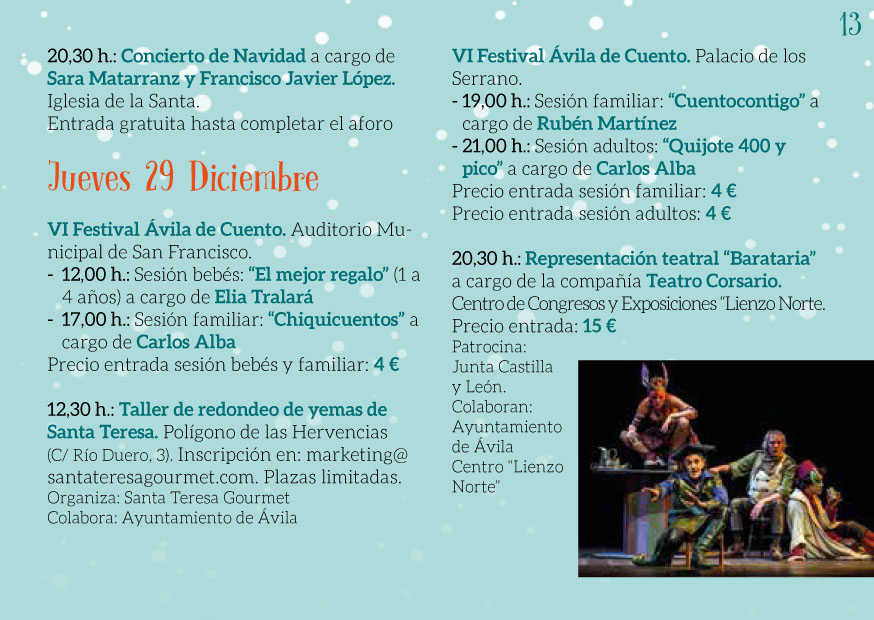 13
20,30 h.: Concierto de Navidad a cargo de
Sara Matarranz y Francisco Javier López.
Iglesia de la Santa.
Entrada gratuita hasta completar el aforo
Jueves 29 Diciembre
VI Festival Ávila de Cuento. Auditorio Mu-
nicipal de San Francisco.
- 12,00 h.: Sesión bebés: “El mejor regalo” (1 a
4 años) a cargo de Elia Tralará
- 17,00 h.: Sesión familiar: “Chiquicuentos” a
cargo de Carlos Alba
Precio entrada sesión bebés y familiar: 4 €
12,30 h.: Taller de redondeo de yemas de
Santa Teresa. Polígono de las Hervencias
(C/ Río Duero, 3). Inscripción en: marketing@
santateresagourmet.com. Plazas limitadas.
Organiza: Santa Teresa Gourmet
Colabora: Ayuntamiento de Ávila
VI Festival Ávila de Cuento. Palacio de los
Serrano.
- 19,00 h.: Sesión familiar: “Cuentocontigo” a
cargo de Rubén Martínez
- 21,00 h.: Sesión adultos: “Quijote 400 y
pico” a cargo de Carlos Alba
Precio entrada sesión familiar: 4 €
Precio entrada sesión adultos: 4 €
20,30 h.: Representación teatral “Barataria”
a cargo de la compañía Teatro Corsario.
Centro de Congresos y Exposiciones “Lienzo Norte.
Precio entrada: 15 €
Patrocina:
Junta Castilla
y León.
Colaboran:
Ayuntamiento
de Ávila
Centro “Lienzo
Norte”